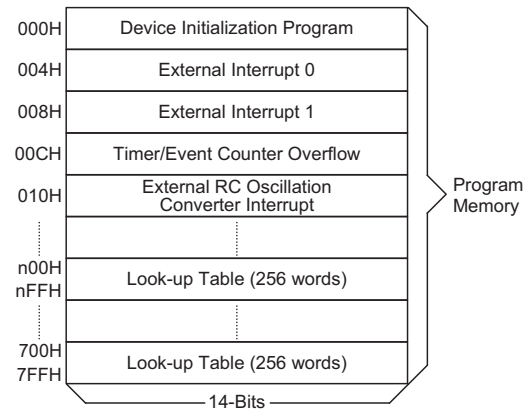 000H Device Initialization Program
004H External Interrupt 0
008H External Interrupt 1
00CH Timer/Event Counter Overflow
010H External RC Oscillation
Converter Interrupt
Program
Memory
n00H
nFFH
Look-up Table (256 words)
700H
7FFH
Look-up Table (256 words)
14-Bits